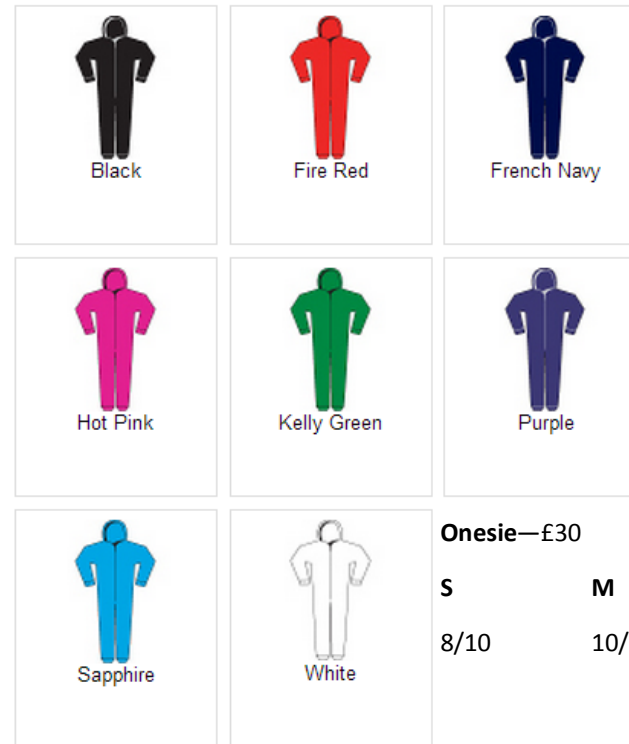 Black
Fire Red
French Navy
Hot Pink
Kelly Green
Purple
Sapphire
White
Onesie—£30
S M
8/10 10/